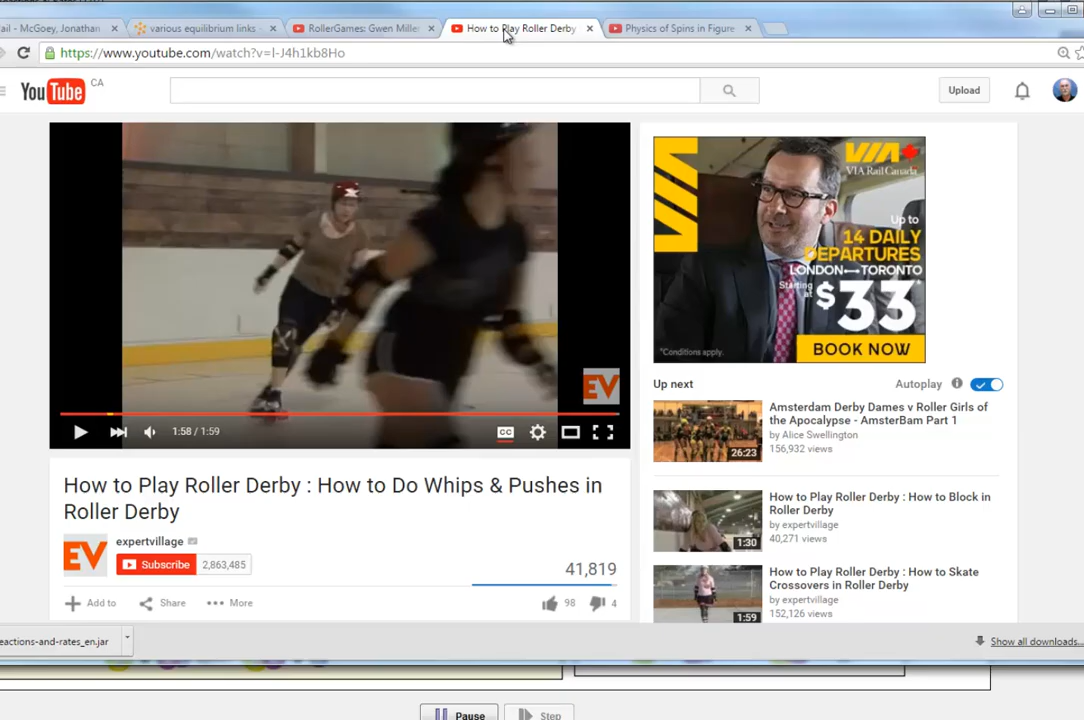 ail - McGoey, Jonathan
various equilibrium links
RollerGames: Gwen Miller
How to Play Roller Derby
Physics of Spins in Figure
https://www.youtube.com/watch?v=l-J4h1kb8Ho
YouTube CA
Upload
EV
1:58 / 1:59
CC
How to Play Roller Derby : How to Do Whips & Pushes in
Roller Derby
EV
expertvillage
Subscribe 2,863,485
41,819
Add to Share More 98 4
VIA
VIA Rail Canada
Up to
14 DAILY
DEPARTURES
LONDON TORONTO
Starting at $33*
*Conditions apply.
BOOK NOW
Up next
Autoplay
Amsterdam Derby Dames v Roller Girls of
the Apocalypse - AmsterBam Part 1
by Alice Swellington
156,932 views
26:23
How to Play Roller Derby : How to Block in
Roller Derby
by expertvillage
40,271 views
1:30
How to Play Roller Derby : How to Skate
Crossovers in Roller Derby
by expertvillage
152,126 views
1:59
eactions-and-rates_en.jar
Show all downloads...
Pause
Step